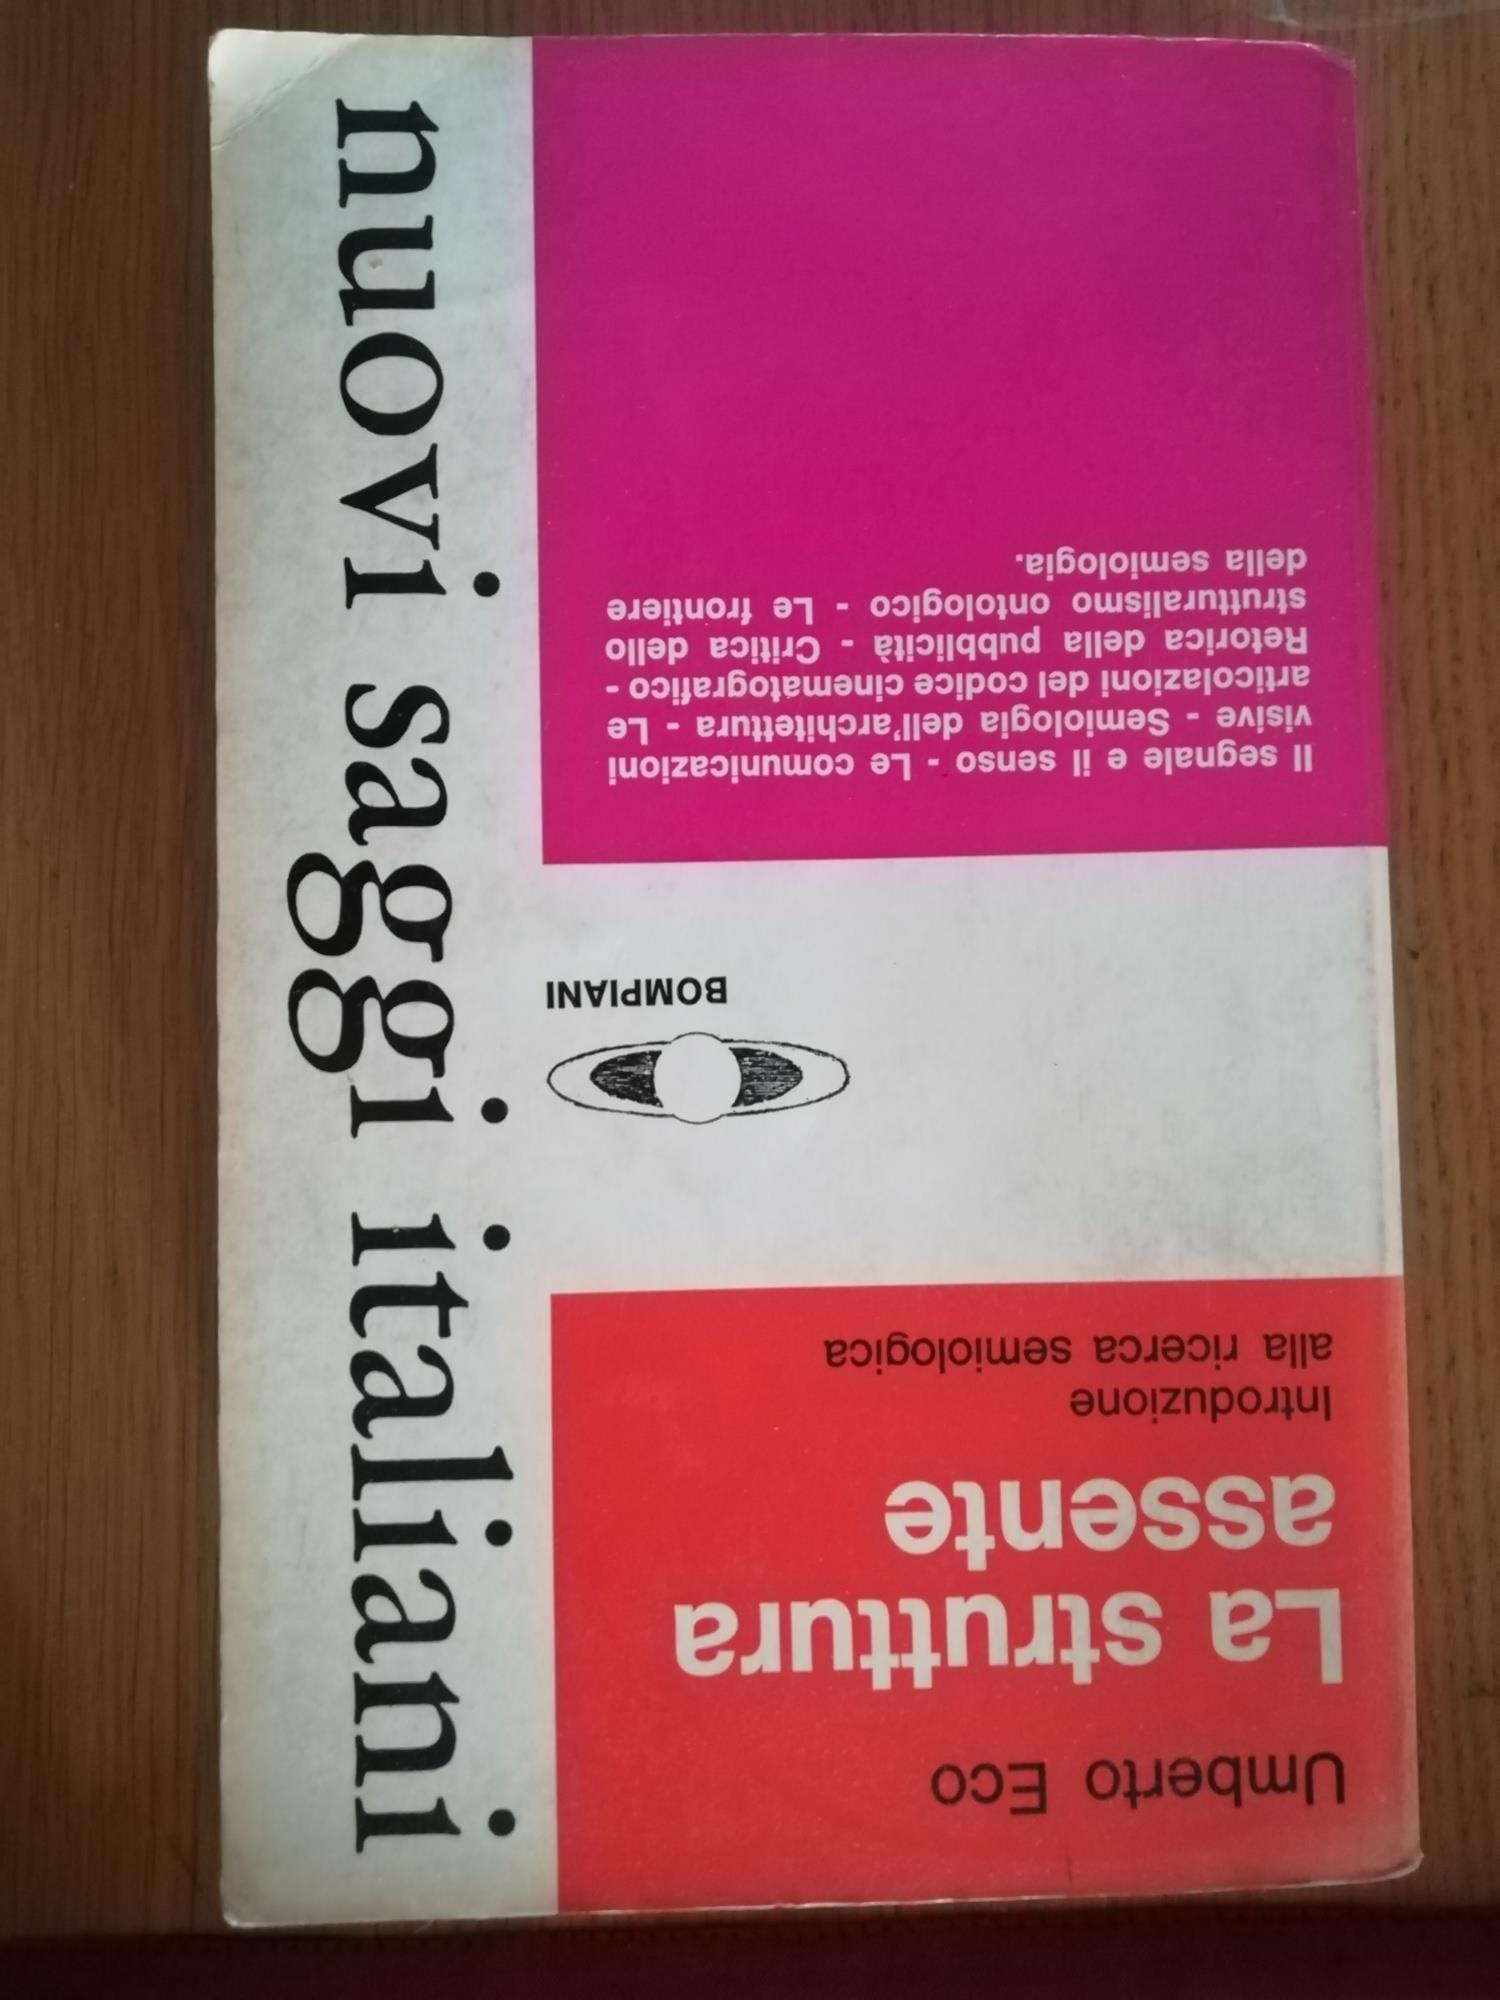 Umberto Eco
La struttura
assente
Introduzione
alla ricerca semiologica
BOMPIANI
Il segnale e il senso - Le comunicazioni
visive - Semiologia dell'architettura - Le
articolazioni del codice cinematografico -
Retorica della pubblicità - Critica dello
strutturalismo ontologico - Le frontiere
della semiologia.
nuovi saggi italiani